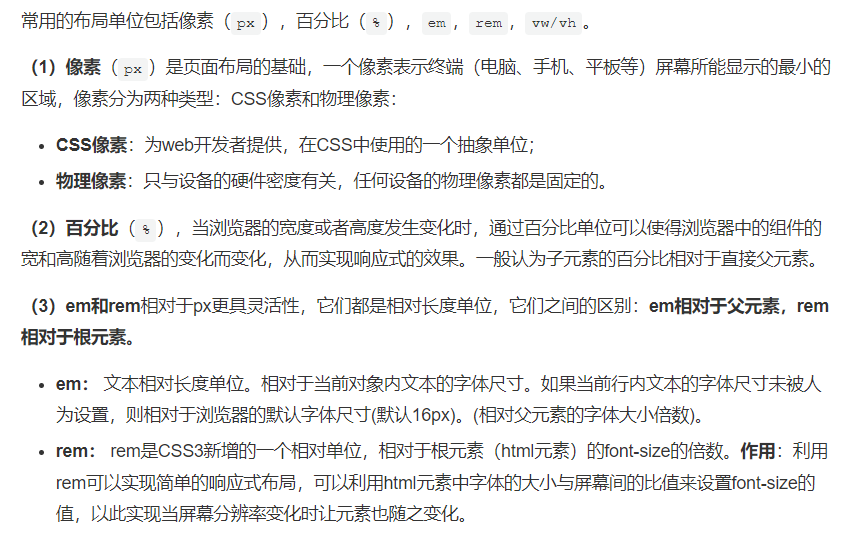 常用的布局单位包括像素（px），百分比（%），em，rem，vw/vh。
（1）像素（px）是页面布局的基础，一个像素表示终端（电脑、手机、平板等）屏幕所能显示的最小的
区域，像素分为两种类型：CSS像素和物理像素：
• CSS像素：为web开发者提供，在CSS中使用的一个抽象单位；
• 物理像素：只与设备的硬件密度有关，任何设备的物理像素都是固定的。
（2）百分比（%），当浏览器的宽度或者高度发生变化时，通过百分比单位可以使得浏览器中的组件的
宽和高随着浏览器的变化而变化，从而实现响应式的效果。一般认为子元素的百分比相对于直接父元素。
（3）em和rem相对于px更具灵活性，它们都是相对长度单位，它们之间的区别：em相对于父元素，rem
相对于根元素。
• em： 文本相对长度单位。相对于当前对象内文本的字体尺寸。如果当前行内文本的字体尺寸未被人
为设置，则相对于浏览器的默认字体尺寸(默认16px)。(相对父元素的字体大小倍数)。
• rem： rem是CSS3新增的一个相对单位，相对于根元素（html元素）的font-size的倍数。作用：利用
rem可以实现简单的响应式布局，可以利用html元素中字体的大小与屏幕间的比值来设置font-size的
值，以此实现当屏幕分辨率变化时让元素也随之变化。